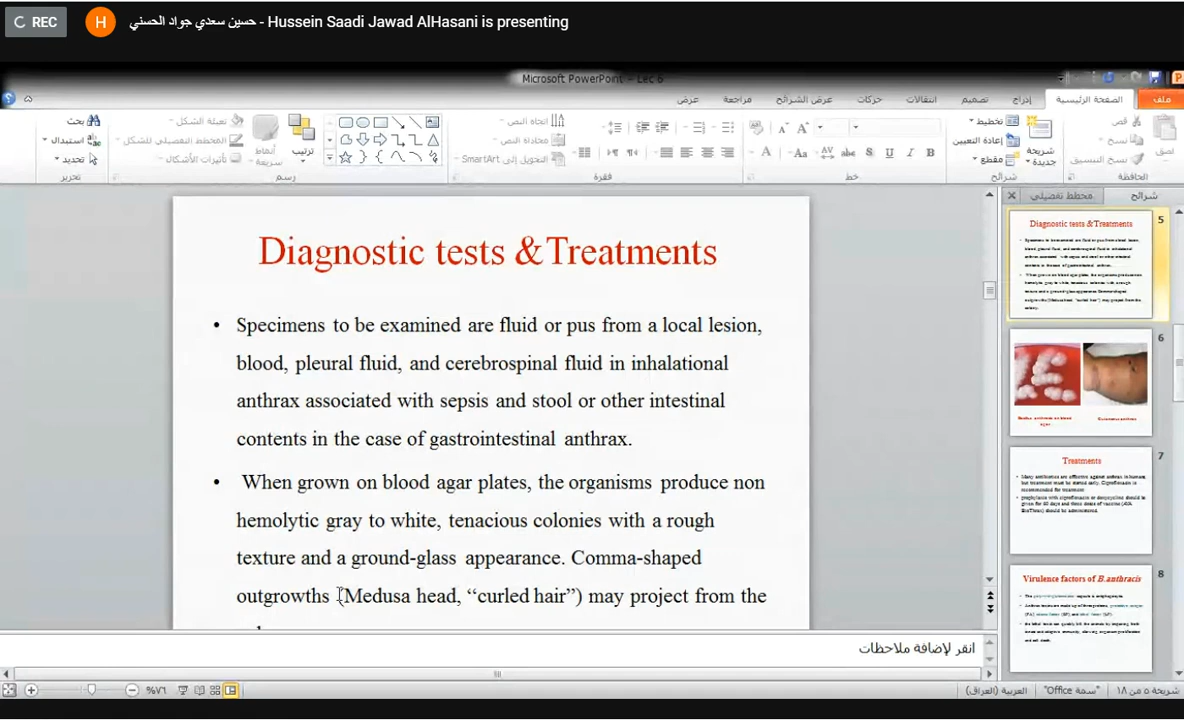 REC
H
حسين سعدي جواد الحسني - Hussein Saadi Jawad AlHasani is presenting
Microsoft PowerPoint - Lec 6
ملف
الصفحة الرئيسية
إدراج
تصميم
انتقالات
حركات
عرض الشرائح
مراجعة
عرض
لصق
قص
نسخ
نسخ التنسيق
الحافظة
شريحة جديدة
تخطيط
إعادة التعيين
مقطع
شرائح
خط
اتجاه النص
محاذاة النص
التحويل إلى SmartArt
فقرة
ترتيب
أنماط سريعة
تعبئة الشكل
المخطط التفصيلي للشكل
تأثيرات الأشكال
رسم
بحث
استبدال
تحديد
تحرير
شرائح
مخطط تفصيلي
Diagnostic tests &Treatments
• Specimens to be examined are fluid or pus from a local lesion,
blood, pleural fluid, and cerebrospinal fluid in inhalational
anthrax associated with sepsis and stool or other intestinal
contents in the case of gastrointestinal anthrax.
• When grown on blood agar plates, the organisms produce non
hemolytic gray to white, tenacious colonies with a rough
texture and a ground-glass appearance. Comma-shaped
outgrowths (Medusa head, “curled hair”) may project from the
5
Diagnostic tests &Treatments
6
7
Treatments
8
Virulence factors of B.anthracis
انقر لإضافة ملاحظات
شريحة ٥ من ١٨
"سمة Office"
العربية (العراق)
٧٦%